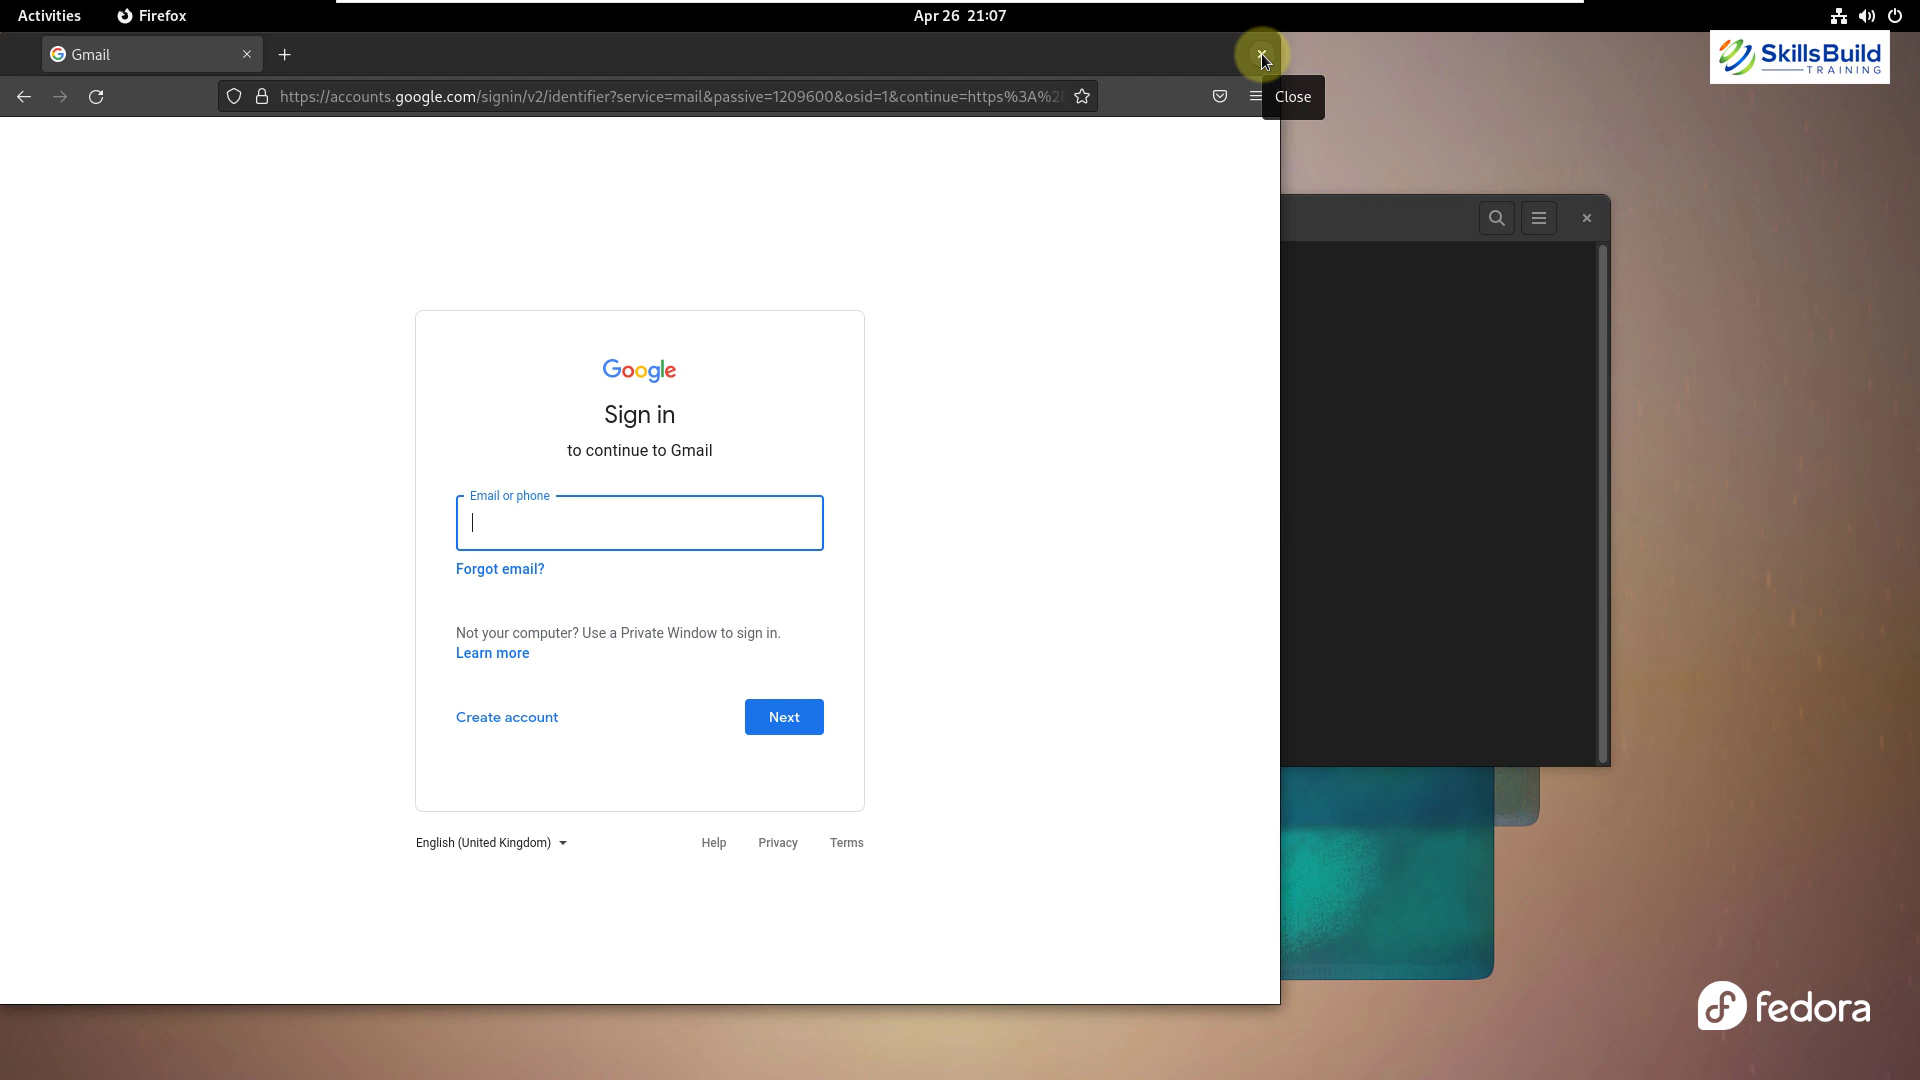 Activities
Firefox
Apr 26 21:07
Gmail
https://accounts.google.com/signin/v2/identifier?service=mail&passive=1209600&osid=1&continue=https%3A%2F
Close
SkillsBuild
TRAINING
Google
Sign in
to continue to Gmail
Email or phone
Forgot email?
Not your computer? Use a Private Window to sign in.
Learn more
Create account
Next
English (United Kingdom)
Help
Privacy
Terms
fedora